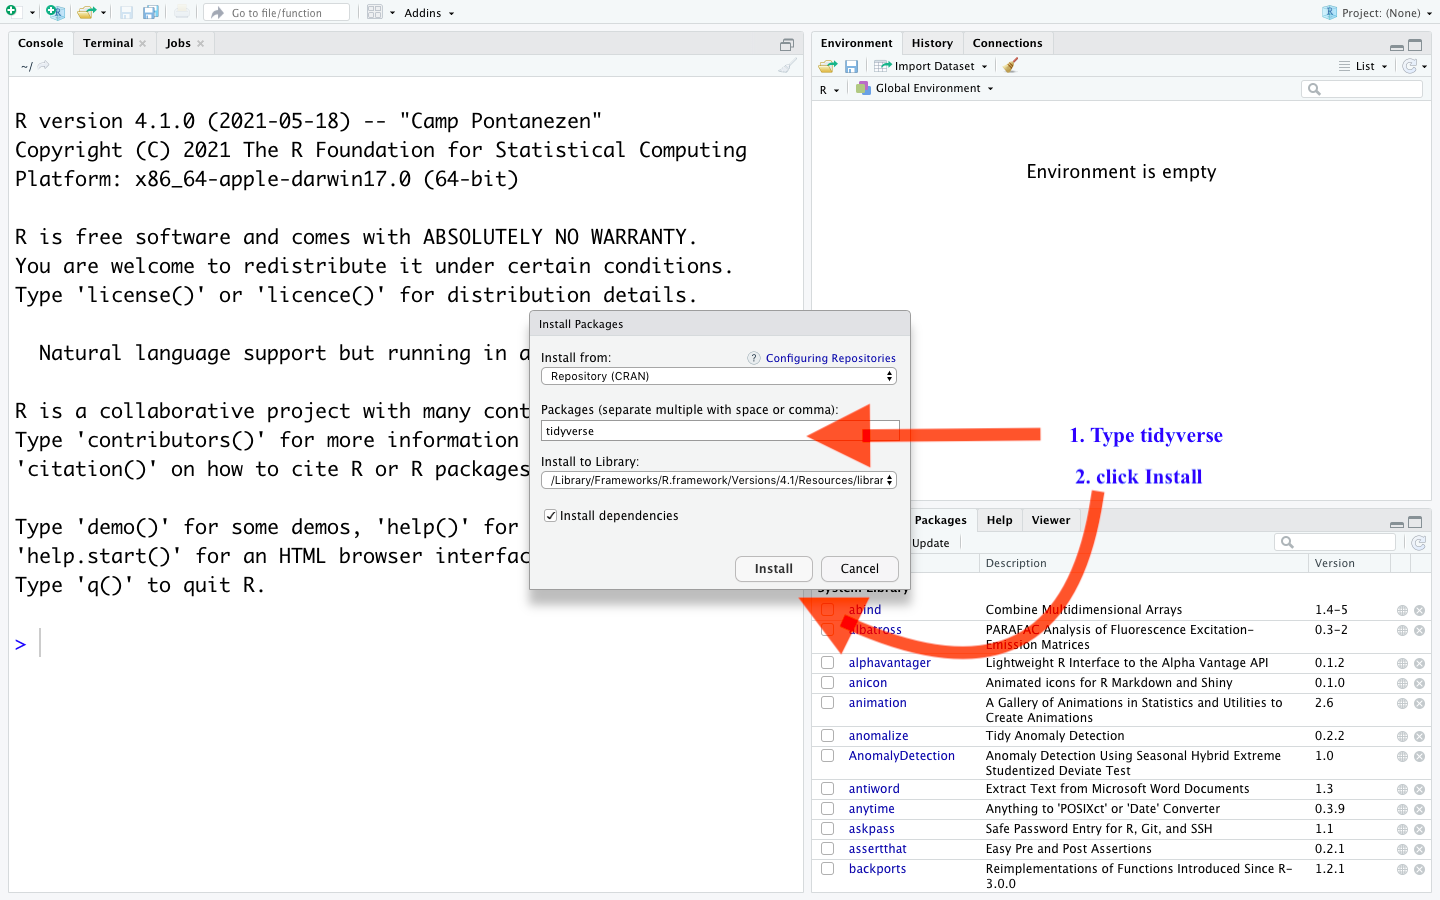 Go to file/function
Addins
Project: (None)
Console
Terminal
Jobs
~/
R version 4.1.0 (2021-05-18) -- "Camp Pontanezen"
Copyright (C) 2021 The R Foundation for Statistical Computing
Platform: x86_64-apple-darwin17.0 (64-bit)
R is free software and comes with ABSOLUTELY NO WARRANTY.
You are welcome to redistribute it under certain conditions.
Type 'license()' or 'licence()' for distribution details.
Natural language support but running in a
R is a collaborative project with many cont
Type 'contributors()' for more information
'citation()' on how to cite R or R packages
Type 'demo()' for some demos, 'help()' for
'help.start()' for an HTML browser interfac
Type 'q()' to quit R.
>
Install Packages
Install from:
? Configuring Repositories
Repository (CRAN)
Packages (separate multiple with space or comma):
tidyverse
Install to Library:
/Library/Frameworks/R.framework/Versions/4.1/Resources/librar
Install dependencies
Install
Cancel
Environment
History
Connections
Import Dataset
List
R
Global Environment
Environment is empty
1. Type tidyverse
2. click Install
Packages
Help
Viewer
Update
Description
Version
System Library
abind Combine Multidimensional Arrays 1.4-5
albatross PARAFAC Analysis of Fluorescence Excitation- 0.3-2
Emission Matrices
alphavantager Lightweight R Interface to the Alpha Vantage API 0.1.2
anicon Animated icons for R Markdown and Shiny 0.1.0
animation A Gallery of Animations in Statistics and Utilities to 2.6
Create Animations
anomalize Tidy Anomaly Detection 0.2.2
AnomalyDetection Anomaly Detection Using Seasonal Hybrid Extreme 1.0
Studentized Deviate Test
antiword Extract Text from Microsoft Word Documents 1.3
anytime Anything to 'POSIXct' or 'Date' Converter 0.3.9
askpass Safe Password Entry for R, Git, and SSH 1.1
assertthat Easy Pre and Post Assertions 0.2.1
backports Reimplementations of Functions Introduced Since R- 1.2.1
3.0.0